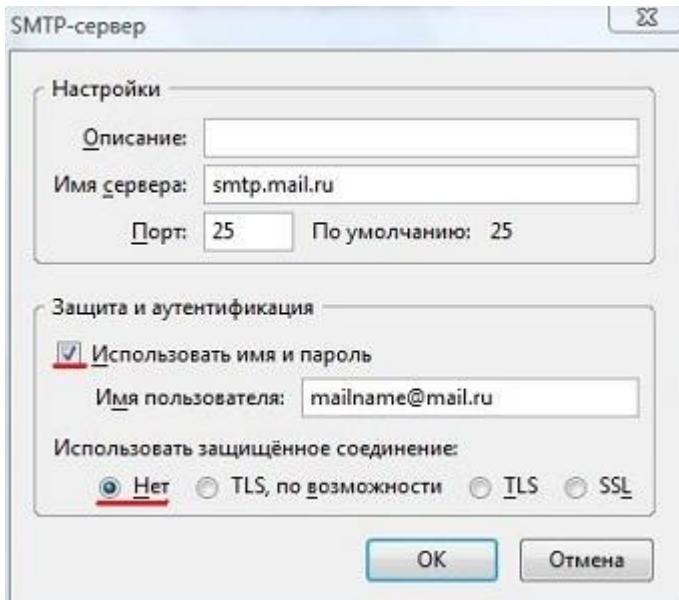 SMTP-сервер
Настройки
Описание:
Имя сервера: smtp.mail.ru
Порт: 25 По умолчанию: 25
Защита и аутентификация
Использовать имя и пароль
Имя пользователя: mailname@mail.ru
Использовать защищённое соединение:
Нет TLS, по возможности TLS SSL
ОК Отмена